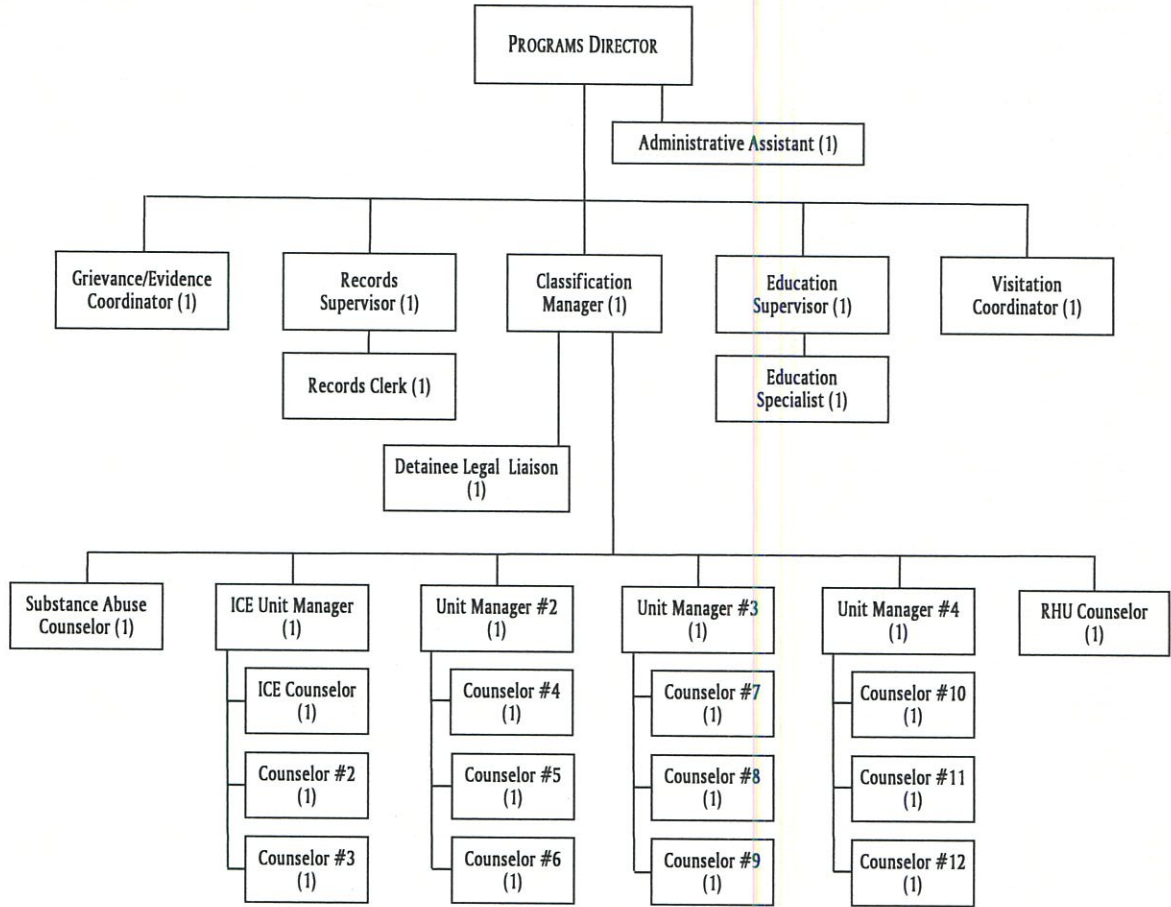 PROGRAMS DIRECTOR
Administrative Assistant (1)
Grievance/Evidence
Coordinator (1)
Records
Supervisor (1)
Classification
Manager (1)
Education
Supervisor (1)
Visitation
Coordinator (1)
Records Clerk (1)
Education
Specialist (1)
Detainee Legal Liaison
(1)
Substance Abuse
Counselor (1)
ICE Unit Manager
(1)
Unit Manager #2
(1)
Unit Manager #3
(1)
Unit Manager #4
(1)
RHU Counselor
(1)
ICE Counselor
(1)
Counselor #2
(1)
Counselor #3
(1)
Counselor #4
(1)
Counselor #5
(1)
Counselor #6
(1)
Counselor #7
(1)
Counselor #8
(1)
Counselor #9
(1)
Counselor #10
(1)
Counselor #11
(1)
Counselor #12
(1)